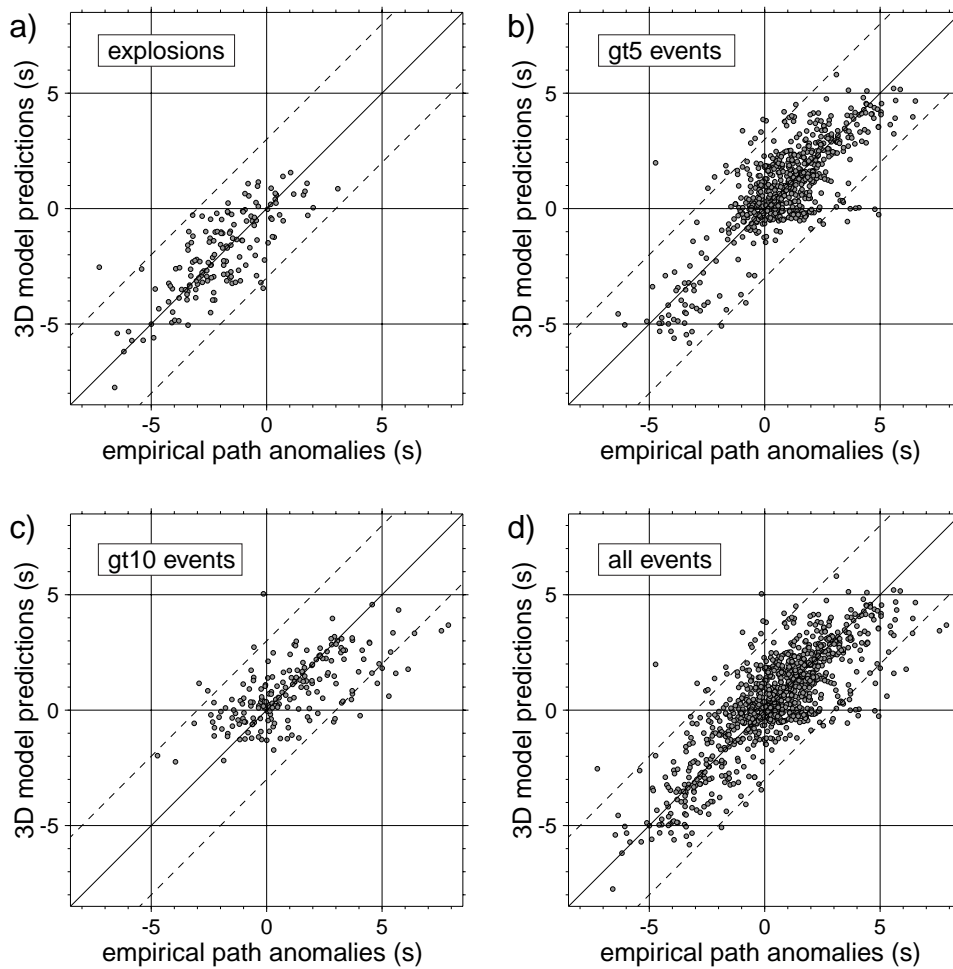 a)
explosions
3D model predictions (s)
5
0
-5
-5
0
5
empirical path anomalies (s)
b)
gt5 events
3D model predictions (s)
5
0
-5
-5
0
5
empirical path anomalies (s)
c)
gt10 events
3D model predictions (s)
5
0
-5
-5
0
5
empirical path anomalies (s)
d)
all events
3D model predictions (s)
5
0
-5
-5
0
5
empirical path anomalies (s)